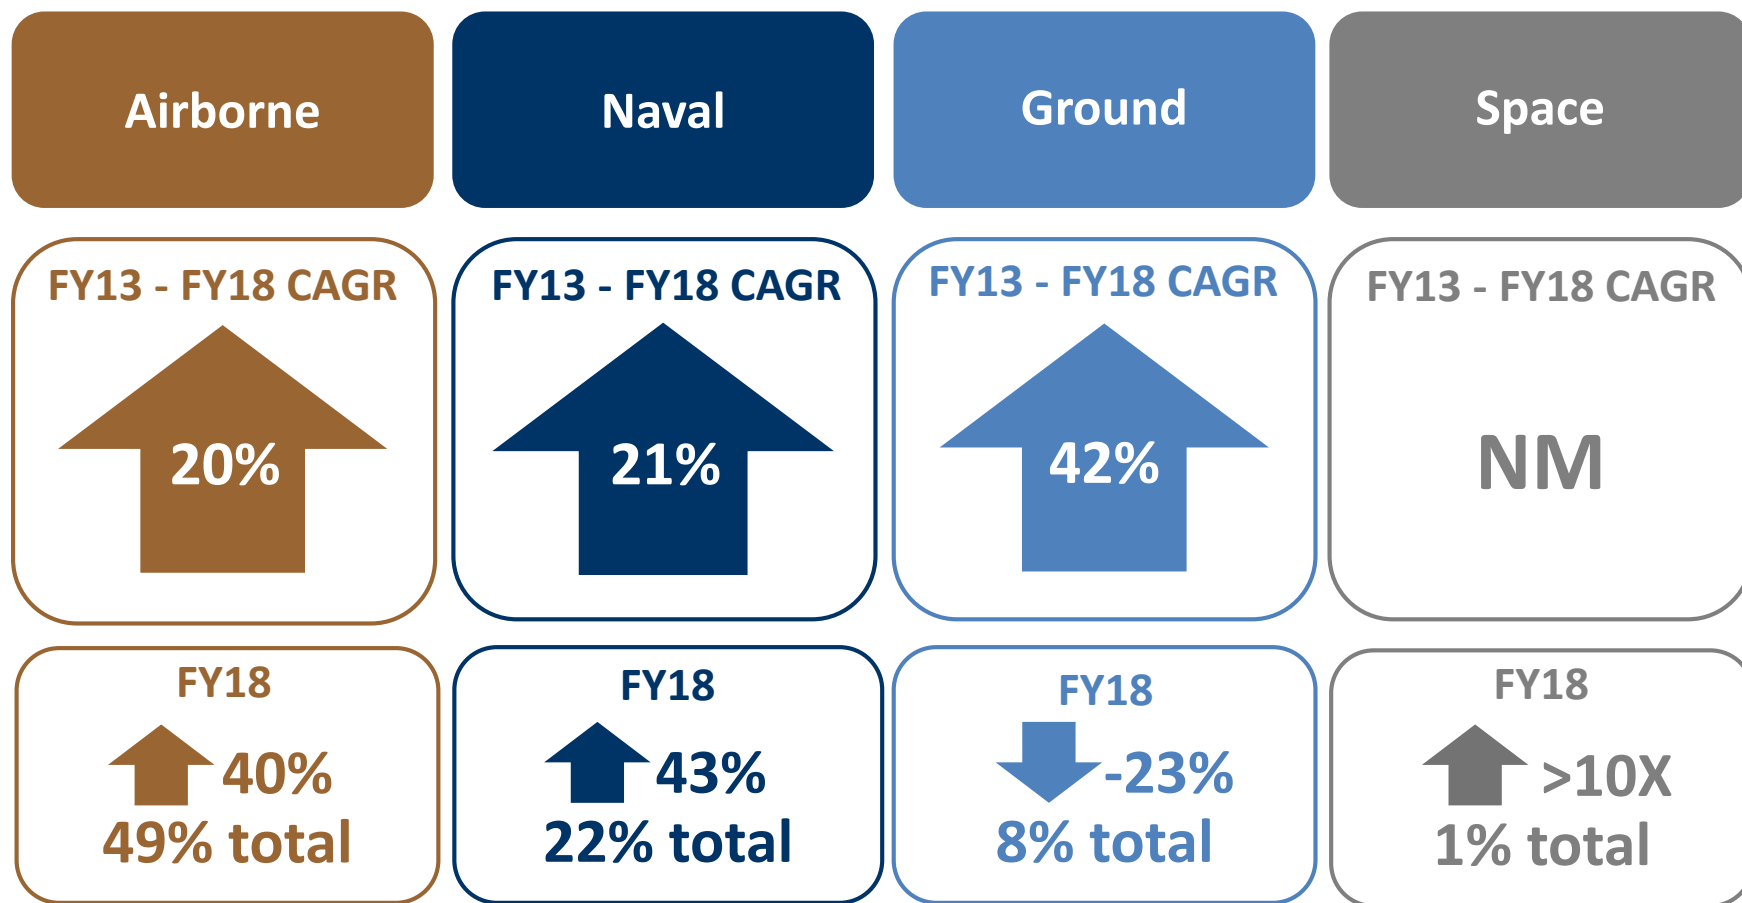 Airborne
Naval
Ground
Space
FY13 - FY18 CAGR
FY13 - FY18 CAGR
FY13 - FY18 CAGR
FY13 - FY18 CAGR
20%
21%
42%
NM
FY18
40%
49% total
FY18
43%
22% total
FY18
-23%
8% total
FY18
>10X
1% total